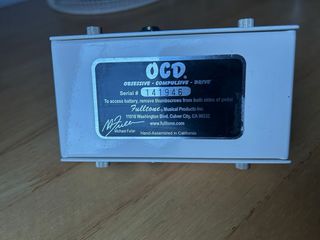 OCD
OBSESSIVE - COMPULSIVE - DRIVE
Serial # 141946
To access battery, remove thumbscrews from both sides of pedal
Fulltone Musical Products Inc.
11018 Washington Blvd. Culver City, CA 90232
www.fulltone.com
Michael Fuller
Hand-Assembled in California